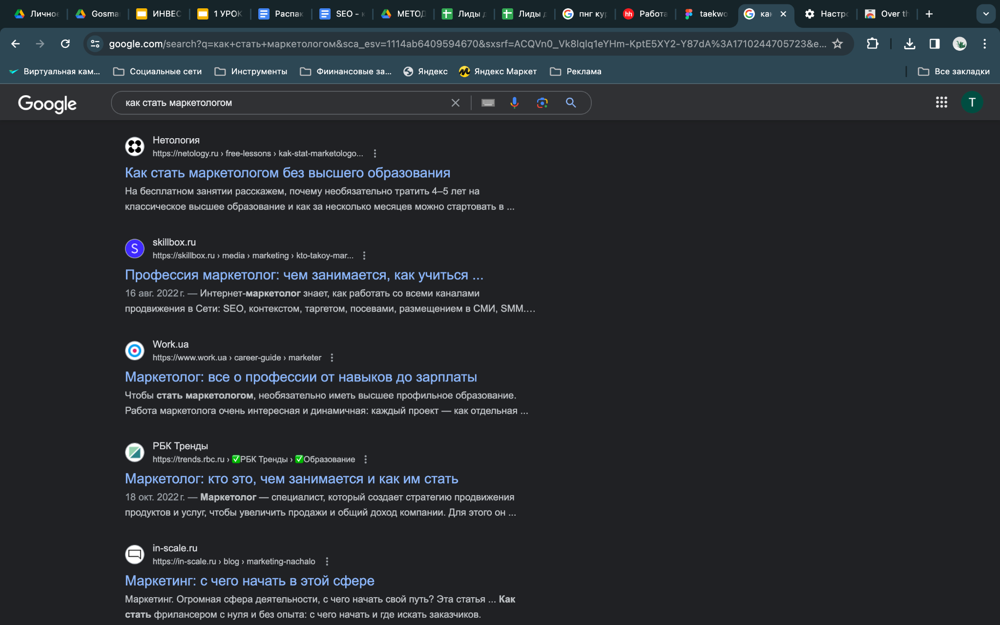 Личное
Gosma
ИНВЕС
1 УРОК
Распак
SEO - к
МЕТОД
Лиды д
Лиды д
пнг кур
hh
Работа
taekwo
как
Настро
Over th
google.com/search?q=как+стать+маркетологом&sca_esv=1114ab6409594670&sxsrf=ACQVn0_Vk8lqlq1eYHm-KptE5XY2-Y87dA%3A1710244705723&e...
Виртуальная кам...
Социальные сети
Инструменты
Фиинансовые за...
Яндекс
Яндекс Маркет
Реклама
Все закладки
Google
как стать маркетологом
T
Нетология
https://netology.ru › free-lessons › kak-stat-marketologo...
Как стать маркетологом без высшего образования
На бесплатном занятии расскажем, почему необязательно тратить 4–5 лет на
классическое высшее образование и как за несколько месяцев можно стартовать в ...
S
skillbox.ru
https://skillbox.ru › media › marketing › kto-takoy-mar...
Профессия маркетолог: чем занимается, как учиться ...
16 авг. 2022 г. — Интернет-маркетолог знает, как работать со всеми каналами
продвижения в Сети: SEO, контекстом, таргетом, посевами, размещением в СМИ, SMM....
Work.ua
https://www.work.ua › career-guide › marketer
Маркетолог: все о профессии от навыков до зарплаты
Чтобы стать маркетологом, необязательно иметь высшее профильное образование.
Работа маркетолога очень интересная и динамичная: каждый проект — как отдельная ...
РБК Тренды
https://trends.rbc.ru › ✅РБК Тренды › ✅Образование
Маркетолог: кто это, чем занимается и как им стать
18 окт. 2022 г. — Маркетолог — специалист, который создает стратегию продвижения
продуктов и услуг, чтобы увеличить продажи и общий доход компании. Для этого он ...
in-scale.ru
https://in-scale.ru › blog › marketing-nachalo
Маркетинг: с чего начать в этой сфере
Маркетинг. Огромная сфера деятельности, с чего начать свой путь? Эта статья ... Как
стать фрилансером с нуля и без опыта: с чего начать и где искать заказчиков.